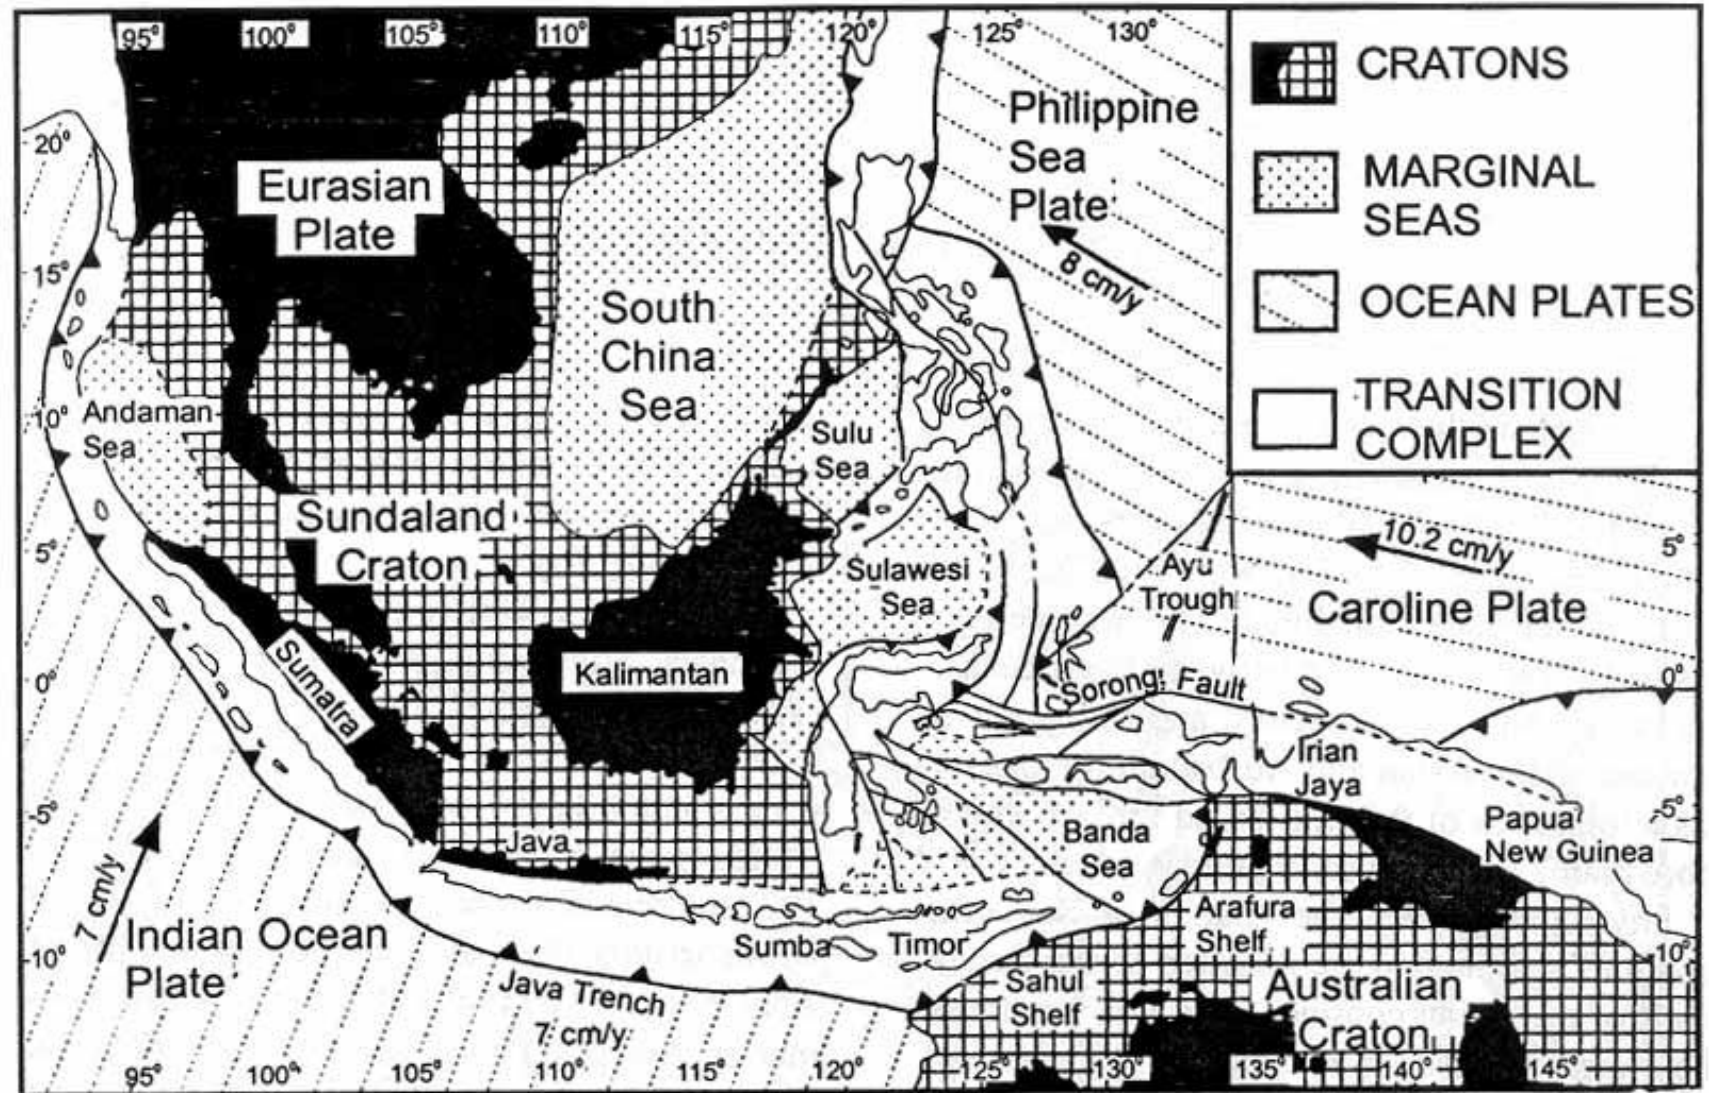 95° 100° 105° 110° 115° 120° 125° 130°
20°
15°
10°
5°
0°
-5°
-10°
Eurasian
Plate
South
China
Sea
Philippine
Sea
Plate
8 cm/y
CRATONS
MARGINAL
SEAS
OCEAN PLATES
TRANSITION
COMPLEX
Andaman
Sea
Sulu
Sea
Sundaland
Craton
Sulawesi
Sea
Ayu
Trough
10.2 cm/y
Caroline Plate
5°
0°
-5°
-10°
Sumatra
Kalimantan
Sorong Fault
Irian
Jaya
Papua
New Guinea
Java
Banda
Sea
7 cm/y
Indian Ocean
Plate
Sumba
Timor
Arafura
Shelf
Java Trench
7 cm/y
Sahul
Shelf
Australian
Craton
95° 100° 105° 110° 115° 120° 125° 130° 135° 140° 145°